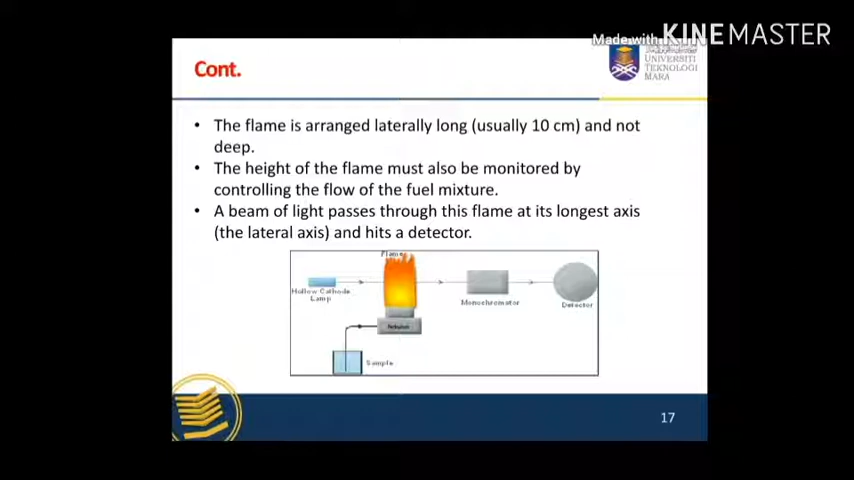 Made with KINEMASTER
UNIVERSITI
TEKNOLOGI
MARA
Cont.
• The flame is arranged laterally long (usually 10 cm) and not
deep.
• The height of the flame must also be monitored by
controlling the flow of the fuel mixture.
• A beam of light passes through this flame at its longest axis
(the lateral axis) and hits a detector.
Flame
Hollow Cathode
Lamp
Monochromator
Detector
Sample
17